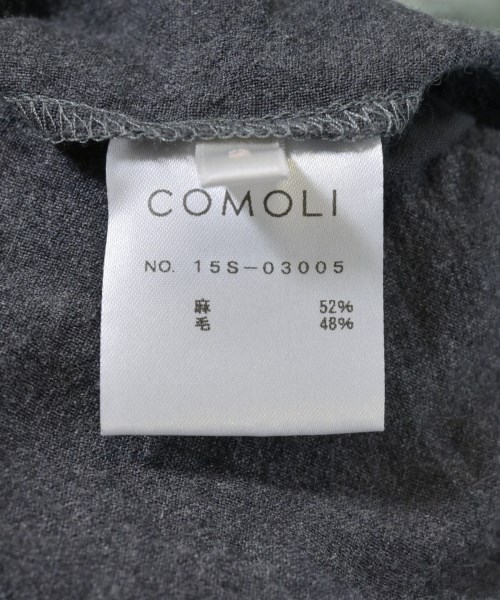 COMOLI
NO. 15S-03005
麻 52%
毛 48%